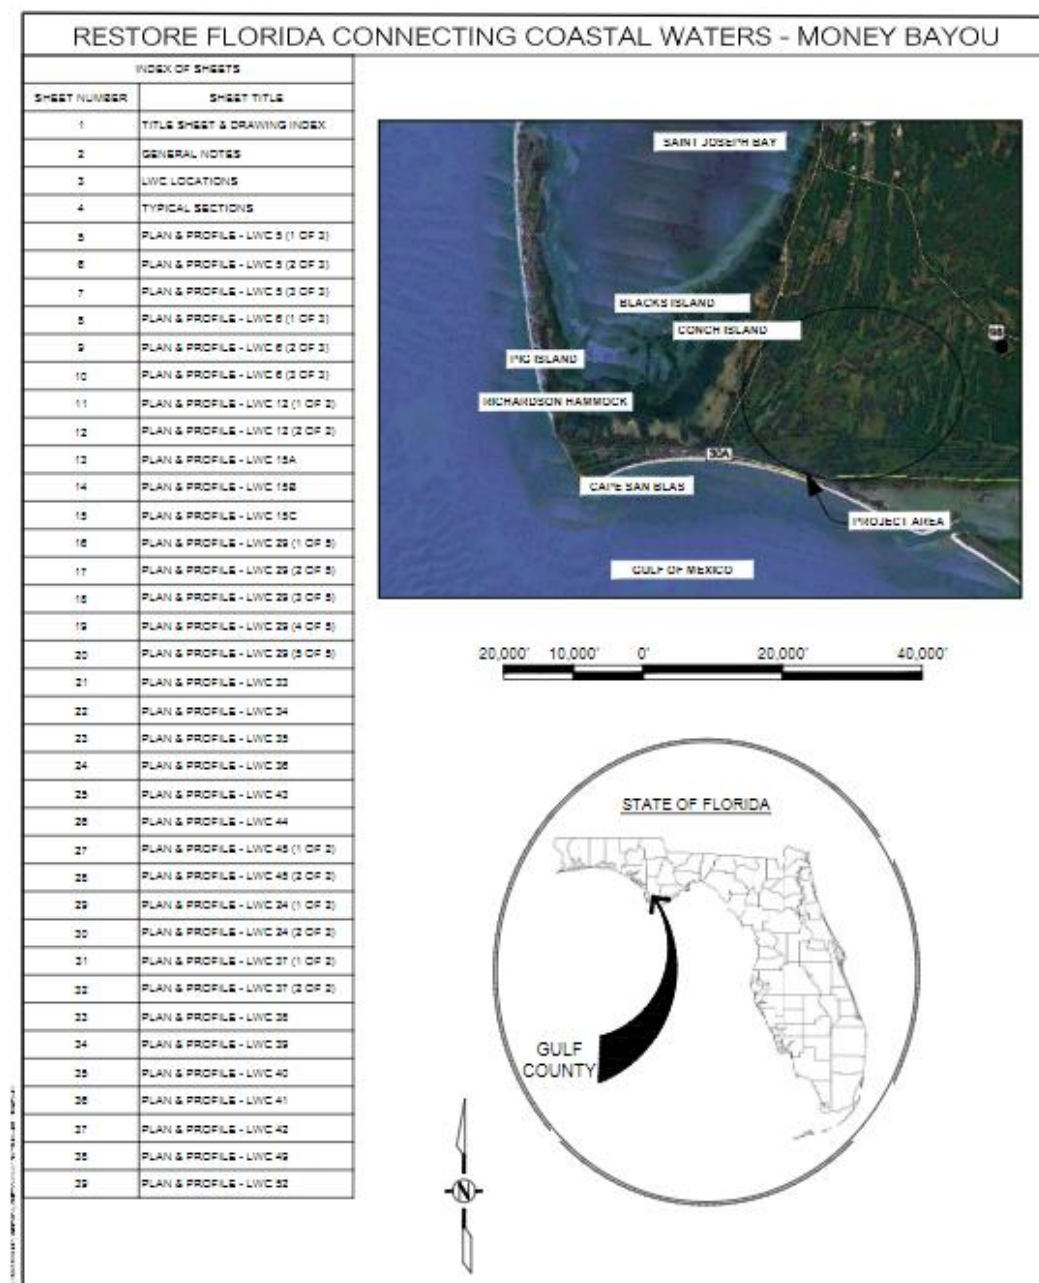 RESTORE FLORIDA CONNECTING COASTAL WATERS - MONEY BAYOU
INDEX OF SHEETS
SHEET NUMBER SHEET TITLE
1 TITLE SHEET & DRAWING INDEX
2 GENERAL NOTES
3 LWC LOCATIONS
4 TYPICAL SECTIONS
5 PLAN & PROFILE - LWC 5 (1 OF 3)
6 PLAN & PROFILE - LWC 5 (2 OF 3)
7 PLAN & PROFILE - LWC 5 (3 OF 3)
8 PLAN & PROFILE - LWC 6 (1 OF 3)
9 PLAN & PROFILE - LWC 6 (2 OF 3)
10 PLAN & PROFILE - LWC 6 (3 OF 3)
11 PLAN & PROFILE - LWC 12 (1 OF 2)
12 PLAN & PROFILE - LWC 12 (2 OF 2)
13 PLAN & PROFILE - LWC 15A
14 PLAN & PROFILE - LWC 15B
15 PLAN & PROFILE - LWC 15C
16 PLAN & PROFILE - LWC 29 (1 OF 5)
17 PLAN & PROFILE - LWC 29 (2 OF 5)
18 PLAN & PROFILE - LWC 29 (3 OF 5)
19 PLAN & PROFILE - LWC 29 (4 OF 5)
20 PLAN & PROFILE - LWC 29 (5 OF 5)
21 PLAN & PROFILE - LWC 33
22 PLAN & PROFILE - LWC 34
23 PLAN & PROFILE - LWC 35
24 PLAN & PROFILE - LWC 36
25 PLAN & PROFILE - LWC 43
26 PLAN & PROFILE - LWC 44
27 PLAN & PROFILE - LWC 45 (1 OF 2)
28 PLAN & PROFILE - LWC 45 (2 OF 2)
29 PLAN & PROFILE - LWC 24 (1 OF 2)
30 PLAN & PROFILE - LWC 24 (2 OF 2)
31 PLAN & PROFILE - LWC 37 (1 OF 2)
32 PLAN & PROFILE - LWC 37 (2 OF 2)
33 PLAN & PROFILE - LWC 38
34 PLAN & PROFILE - LWC 39
35 PLAN & PROFILE - LWC 40
36 PLAN & PROFILE - LWC 41
37 PLAN & PROFILE - LWC 42
38 PLAN & PROFILE - LWC 49
39 PLAN & PROFILE - LWC 52
SAINT JOSEPH BAY
BLACKS ISLAND
CONCH ISLAND
98
PIG ISLAND
RICHARDSON HAMMOCK
30A
CAPE SAN BLAS
PROJECT AREA
GULF OF MEXICO
20,000' 10,000' 0' 20,000' 40,000'
STATE OF FLORIDA
GULF
COUNTY
N